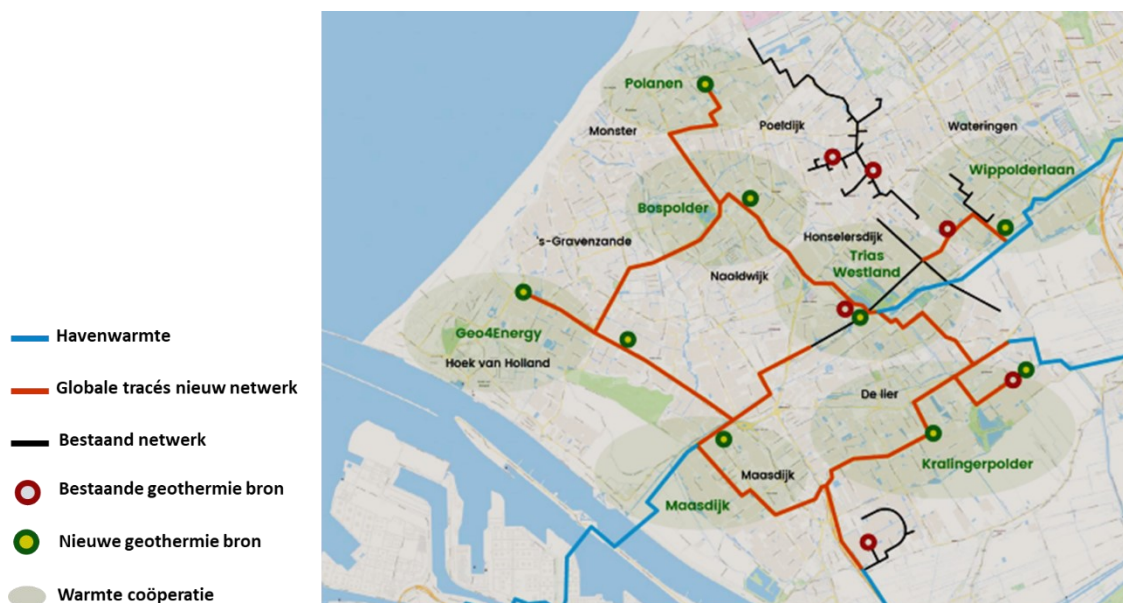 Havenwarmte
Globale tracés nieuw netwerk
Bestaand netwerk
Bestaande geothermie bron
Nieuwe geothermie bron
Warmte coöperatie
Polanen
Monster
Poeldijk
Wateringen
Wippolderlaan
Bospolder
's-Gravenzande
Honselersdijk
Trias
Westland
Naaldwijk
Geo4Energy
Hoek van Holland
De lier
Kralingerpolder
Maasdijk
Maasdijk